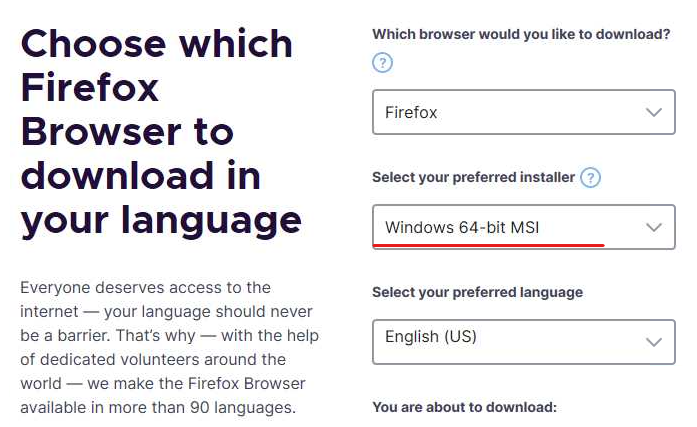 Choose which
Firefox
Browser to
download in
your language
Everyone deserves access to the
internet — your language should never
be a barrier. That’s why — with the help
of dedicated volunteers around the
world — we make the Firefox Browser
available in more than 90 languages.
Which browser would you like to download?
?
Firefox
Select your preferred installer ?
Windows 64-bit MSI
Select your preferred language
English (US)
You are about to download: